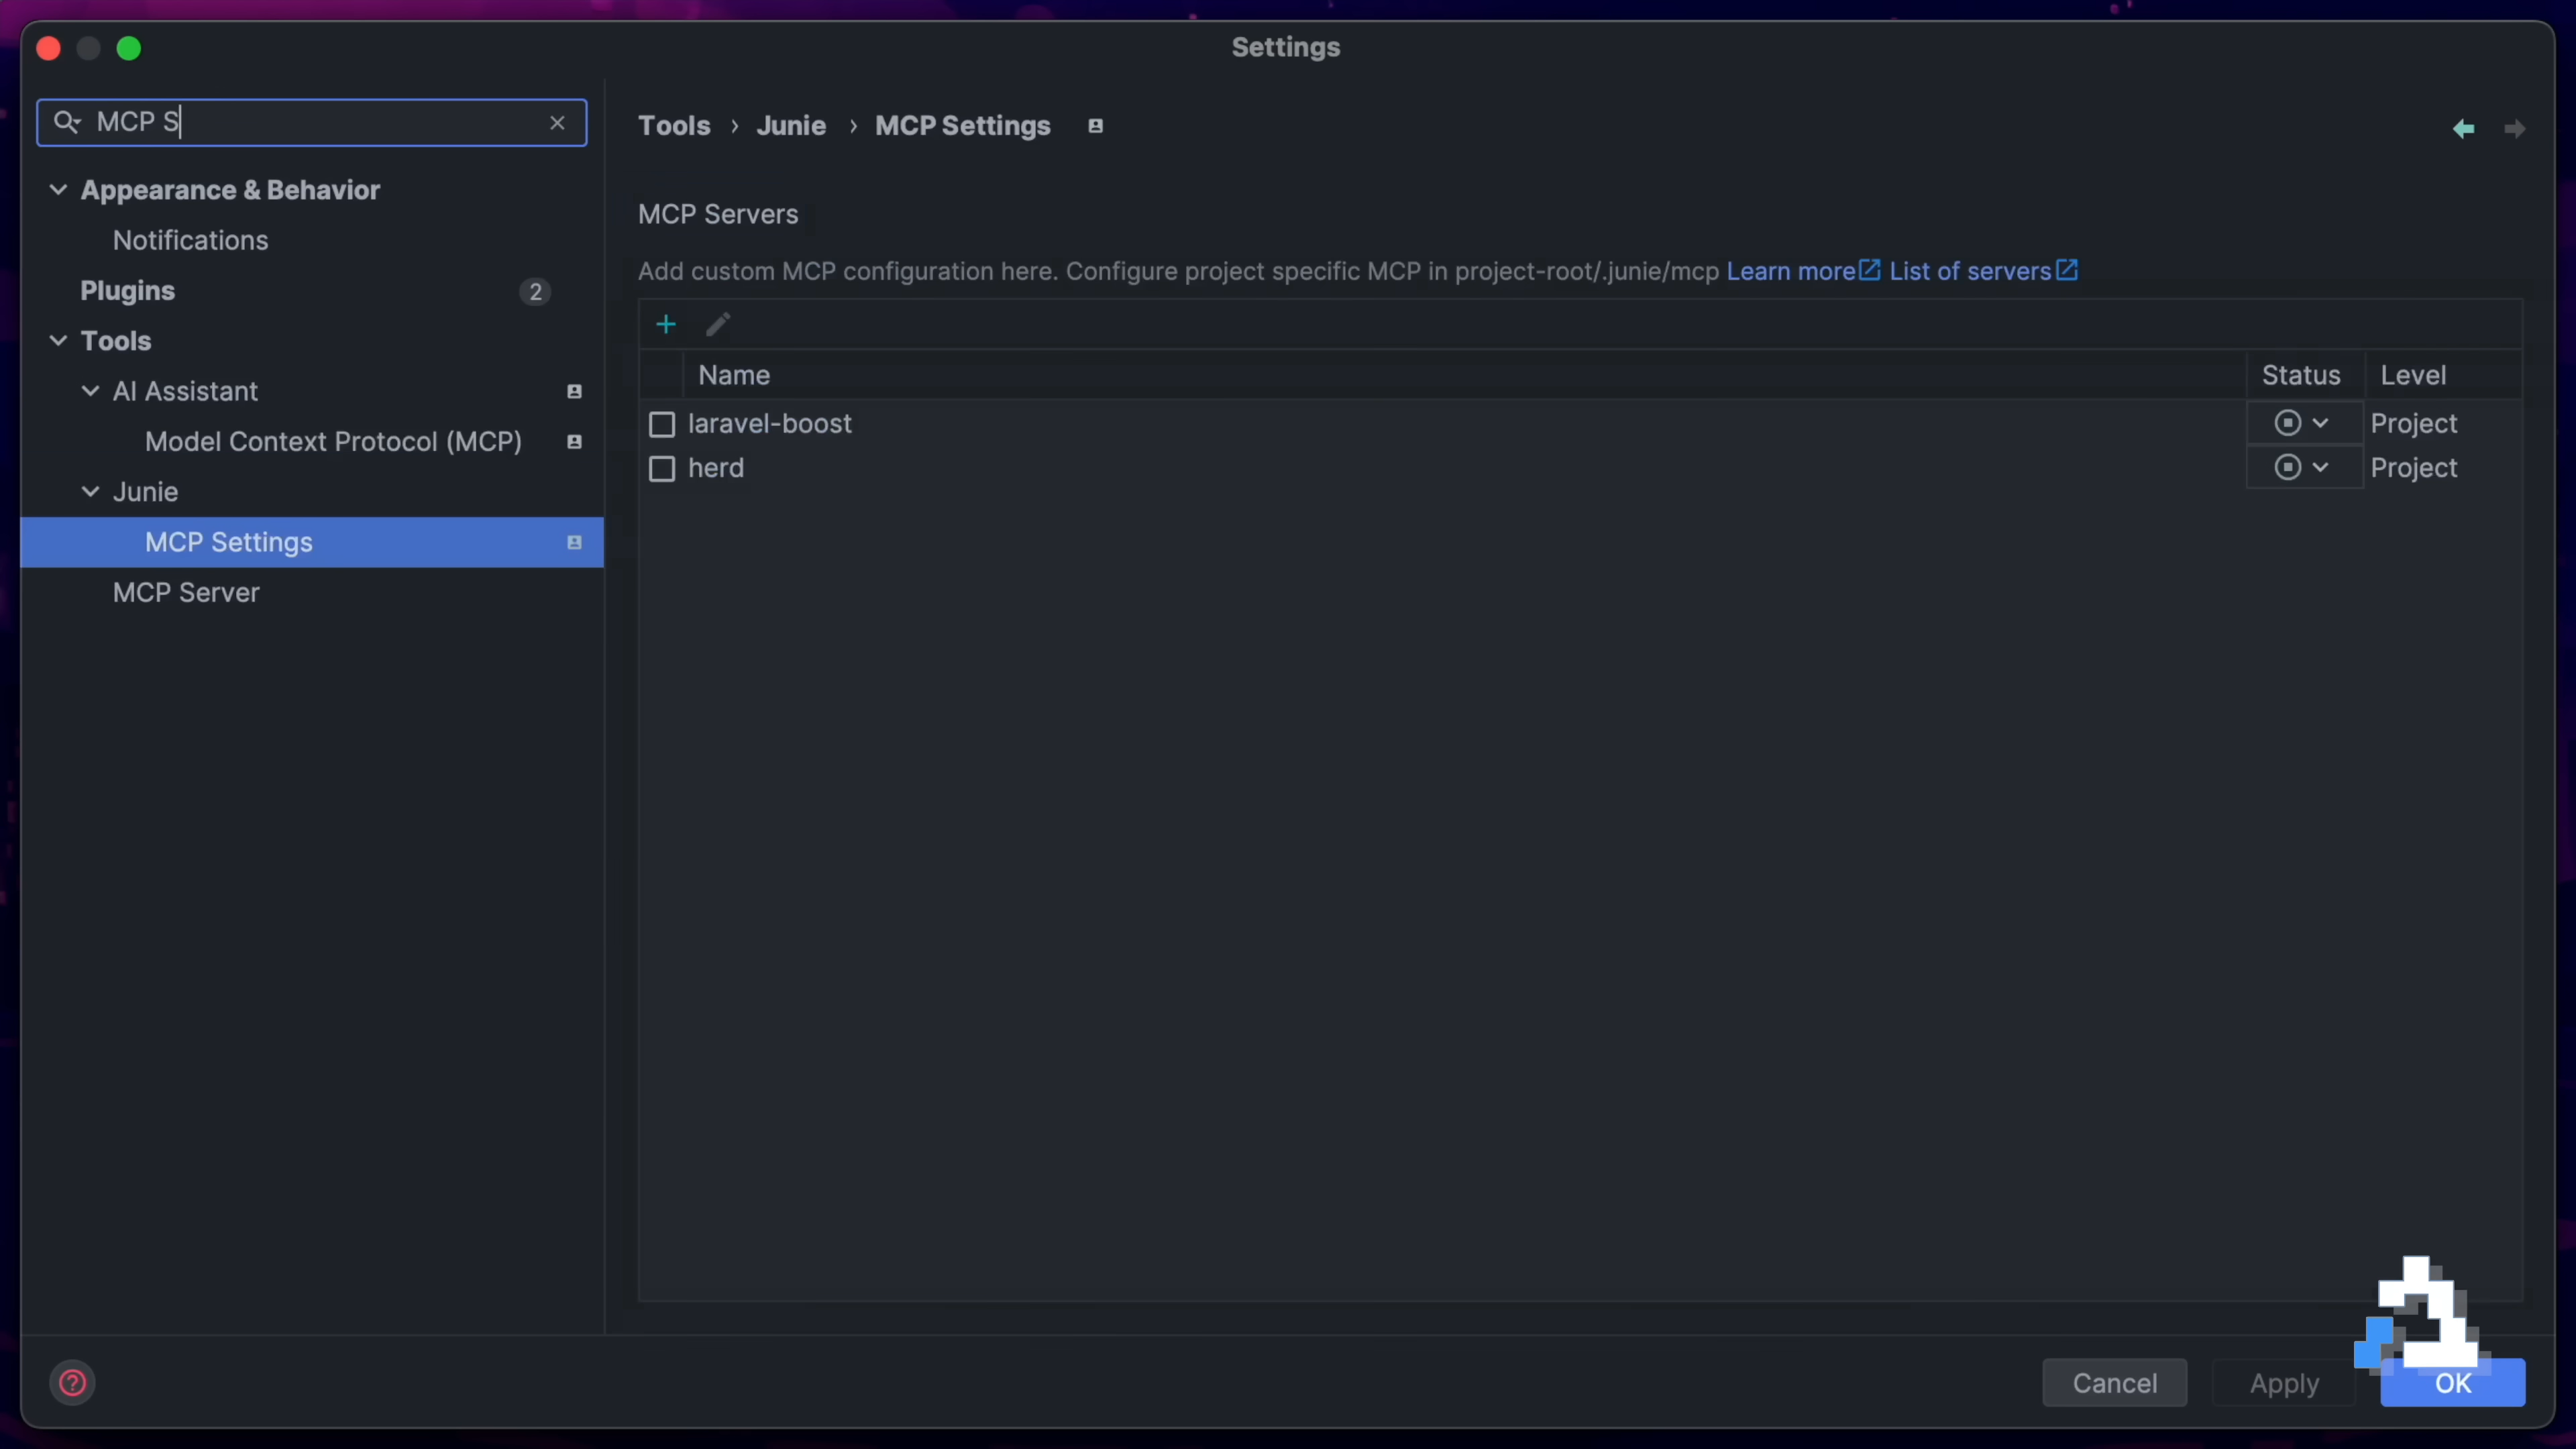 Settings
MCP S
Appearance & Behavior
Notifications
Plugins 2
Tools
AI Assistant
Model Context Protocol (MCP)
Junie
MCP Settings
MCP Server
Tools › Junie › MCP Settings
MCP Servers
Add custom MCP configuration here. Configure project specific MCP in project-root/.junie/mcp Learn more List of servers
Name Status Level
laravel-boost Project
herd Project
?
Cancel Apply OK